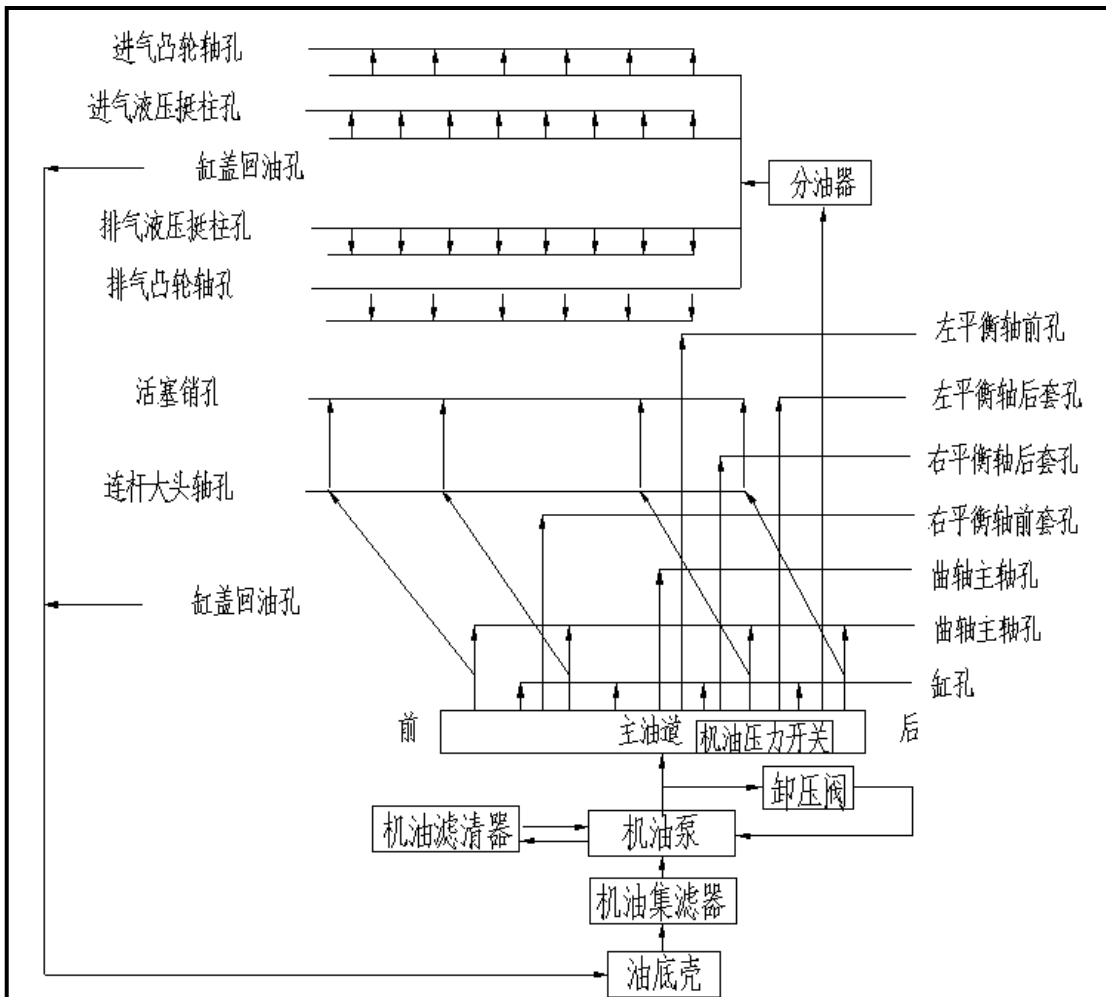 进气凸轮轴孔
进气液压挺柱孔
缸盖回油孔
分油器
排气液压挺柱孔
排气凸轮轴孔
左平衡轴前孔
活塞销孔
左平衡轴后套孔
右平衡轴后套孔
连杆大头轴孔
右平衡轴前套孔
曲轴主轴孔
缸盖回油孔
曲轴主轴孔
缸孔
前
主油道
机油压力开关
后
卸压阀
机油滤清器
机油泵
机油集滤器
油底壳